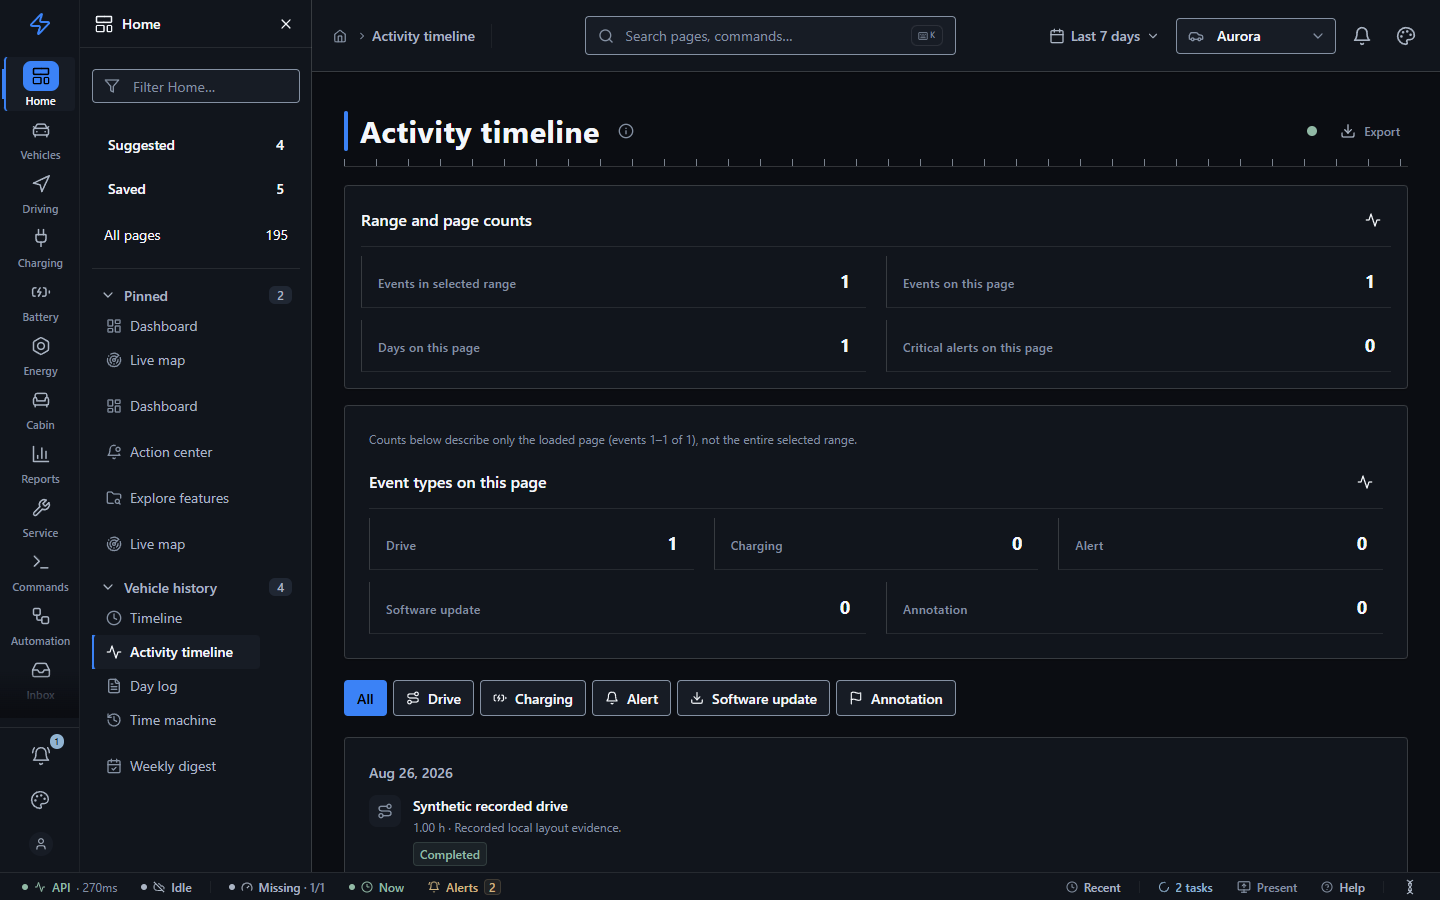 Home
Vehicles
Driving
Charging
Battery
Energy
Cabin
Reports
Service
Commands
Automation
Inbox
1
Home
Filter Home...
Suggested 4
Saved 5
All pages 195
Pinned 2
Dashboard
Live map
Dashboard
Action center
Explore features
Live map
Vehicle history 4
Timeline
Activity timeline
Day log
Time machine
Weekly digest
Activity timeline
Search pages, commands... K
Last 7 days
Aurora
Activity timeline
Export
Range and page counts
Events in selected range 1
Events on this page 1
Days on this page 1
Critical alerts on this page 0
Counts below describe only the loaded page (events 1–1 of 1), not the entire selected range.
Event types on this page
Drive 1
Charging 0
Alert 0
Software update 0
Annotation 0
All
Drive
Charging
Alert
Software update
Annotation
Aug 26, 2026
Synthetic recorded drive
1.00 h · Recorded local layout evidence.
Completed
API · 270ms
Idle
Missing · 1/1
Now
Alerts 2
Recent
2 tasks
Present
Help